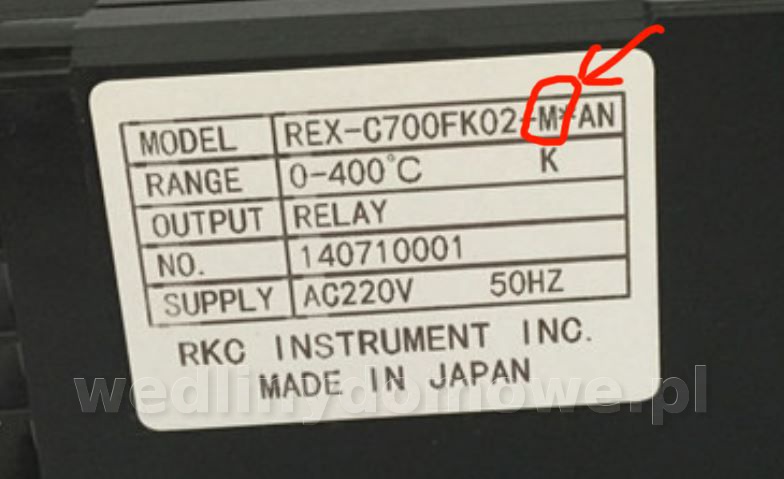 MODEL REX-C700FK02-M*AN
RANGE 0-400°C K
OUTPUT RELAY
NO. 140710001
SUPPLY AC220V 50HZ
RKC INSTRUMENT INC.
MADE IN JAPAN
wedlinydomowe.pl